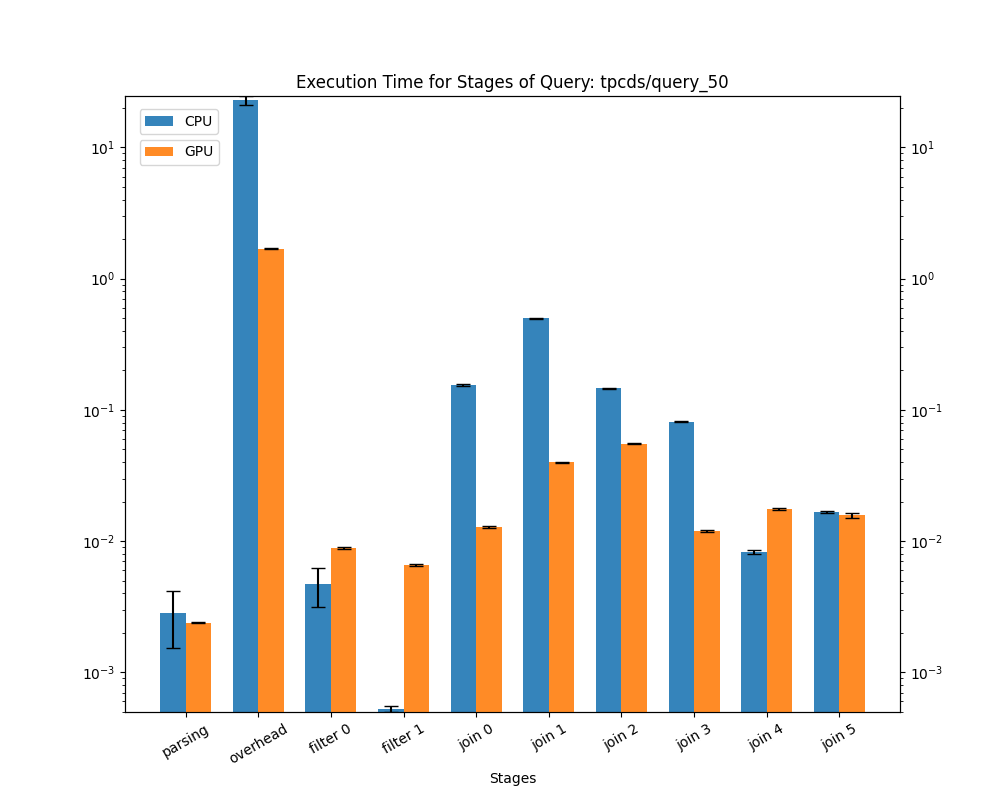 Execution Time for Stages of Query: tpcds/query_50
CPU
GPU
10¹ 10¹
10⁰ 10⁰
10⁻¹ 10⁻¹
10⁻² 10⁻²
10⁻³ 10⁻³
parsing overhead filter 0 filter 1 join 0 join 1 join 2 join 3 join 4 join 5
Stages